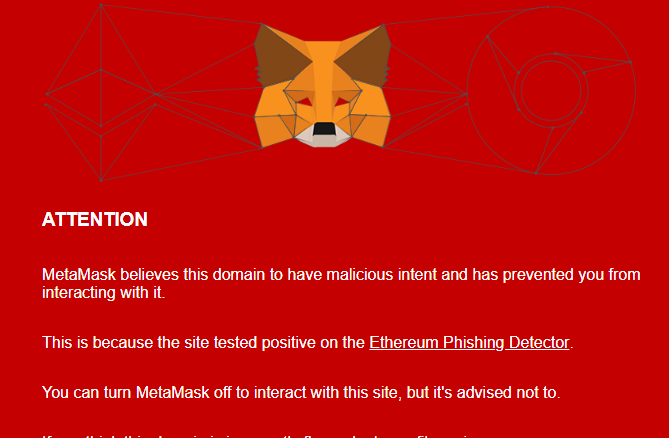 ATTENTION
MetaMask believes this domain to have malicious intent and has prevented you from
interacting with it.
This is because the site tested positive on the Ethereum Phishing Detector.
You can turn MetaMask off to interact with this site, but it's advised not to.